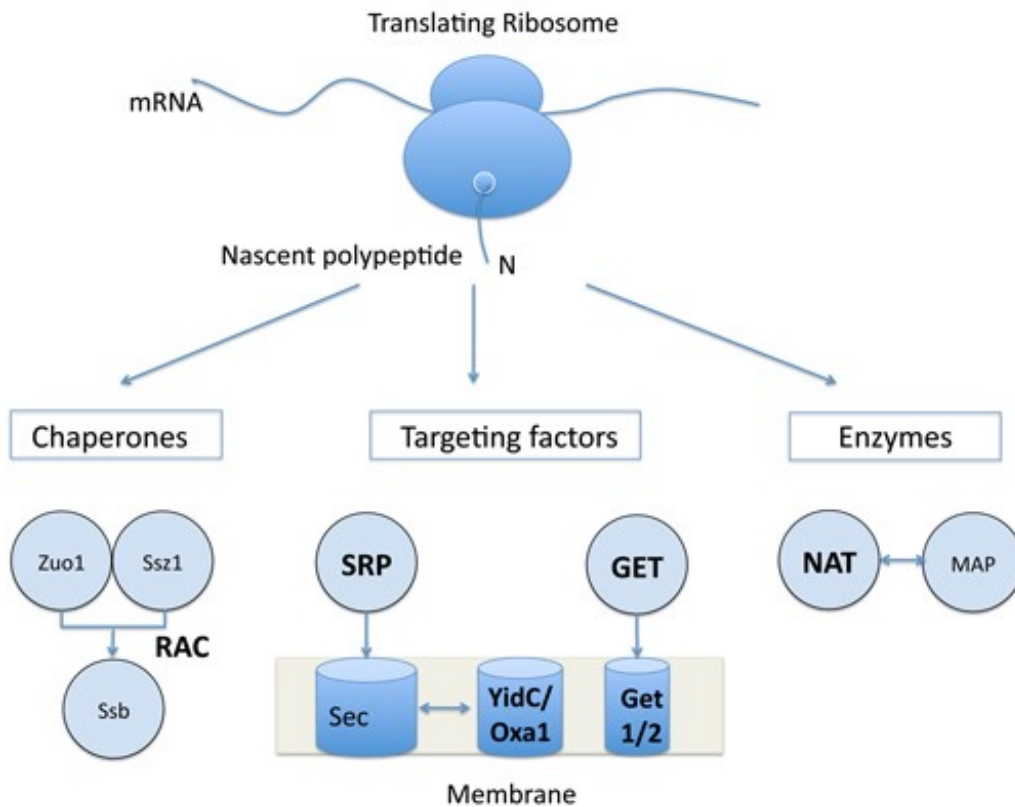 Translating Ribosome
mRNA
Nascent polypeptide
N
Chaperones
Targeting factors
Enzymes
Zuo1
Ssz1
SRP
GET
NAT
MAP
RAC
Ssb
Sec
YidC/
Oxa1
Get
1/2
Membrane